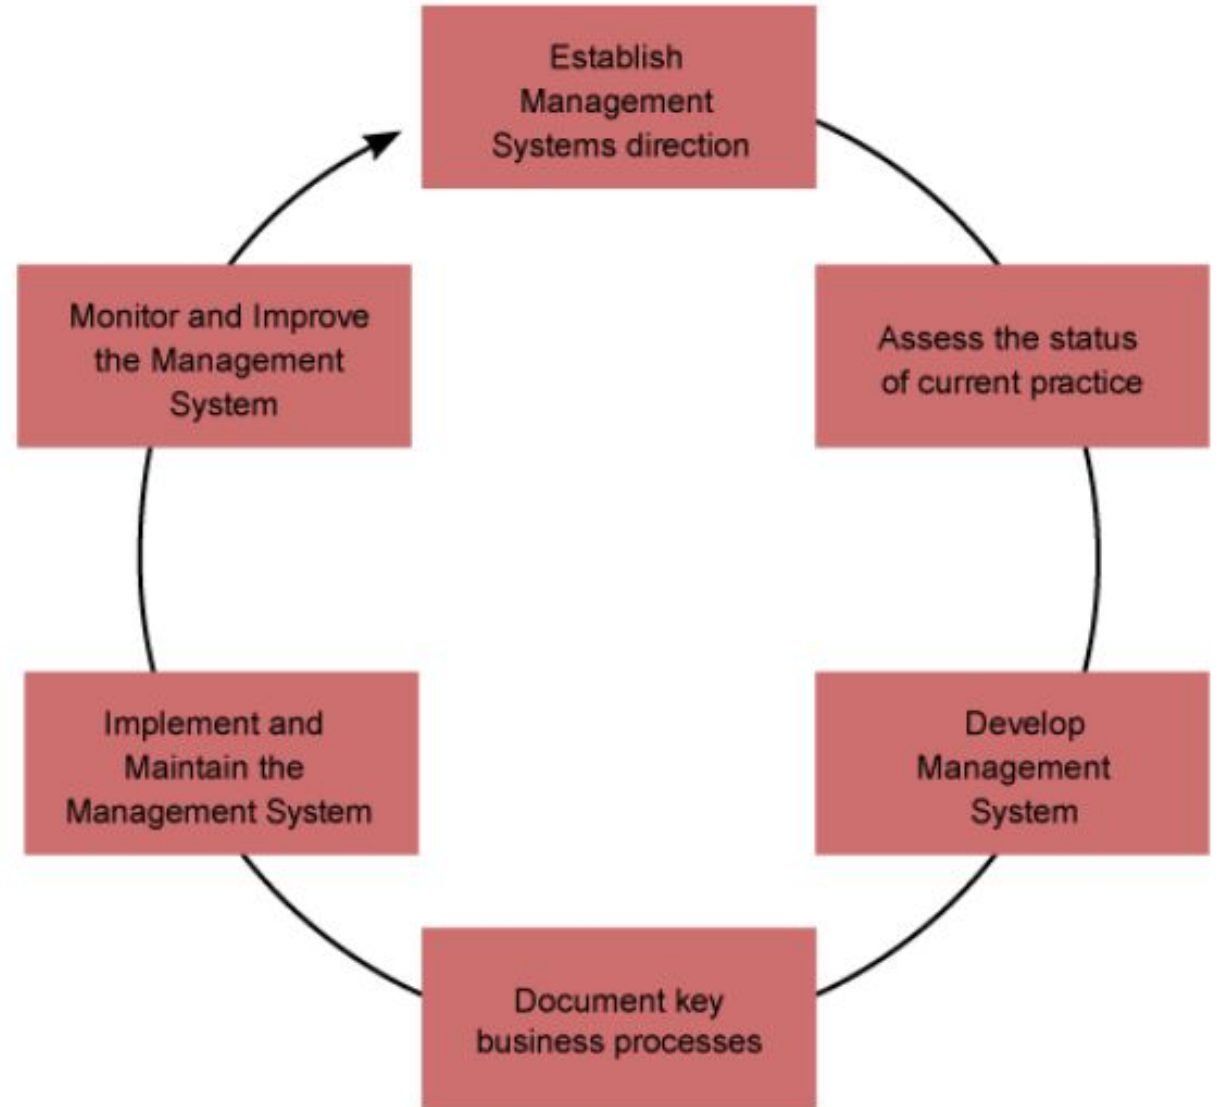 Establish
Management
Systems direction
Assess the status
of current practice
Develop
Management
System
Document key
business processes
Implement and
Maintain the
Management System
Monitor and Improve
the Management
System